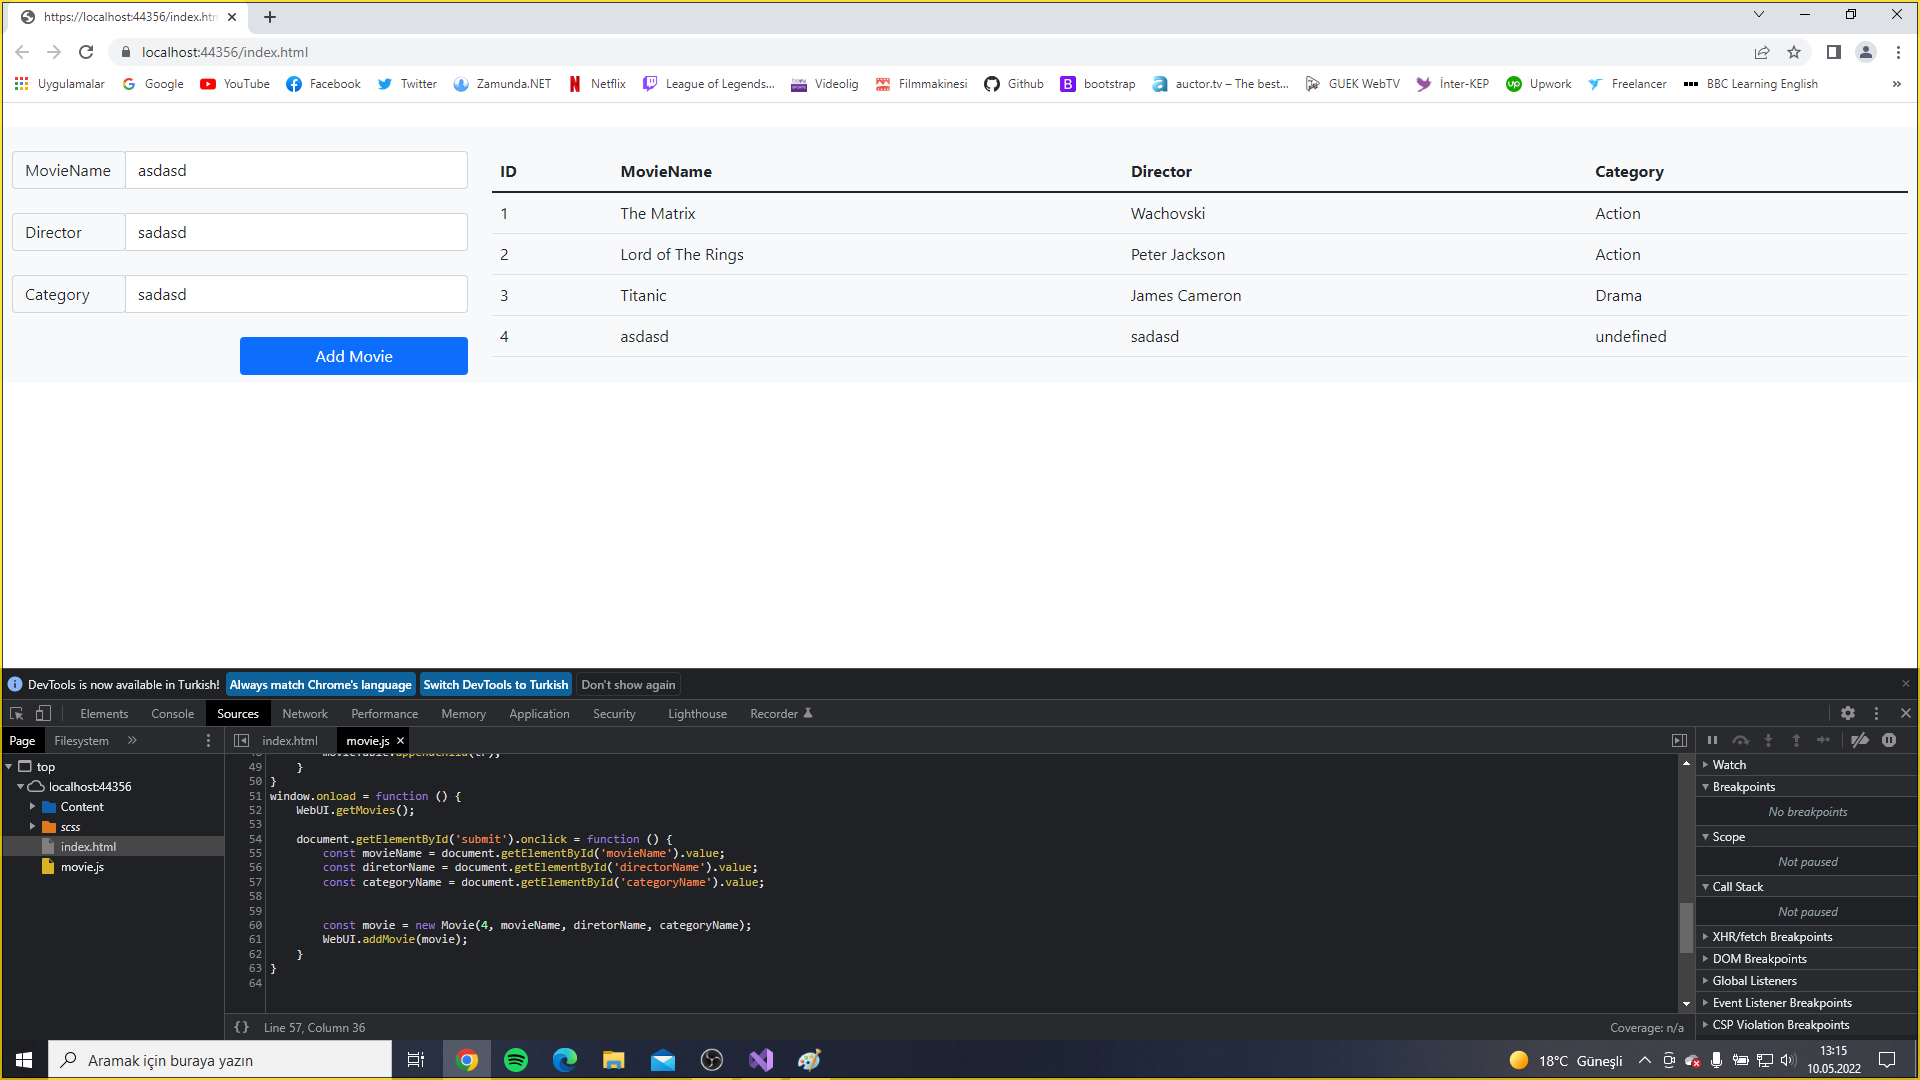 https://localhost:44356/index.htm
localhost:44356/index.html
Uygulamalar Google YouTube Facebook Twitter Zamunda.NET Netflix League of Legends... Videolig Filmmakinesi Github bootstrap auctor.tv – The best... GUEK WebTV İnter-KEP Upwork Freelancer BBC Learning English »
MovieName asdasd
Director sadasd
Category sadasd
Add Movie
ID MovieName Director Category
1 The Matrix Wachovski Action
2 Lord of The Rings Peter Jackson Action
3 Titanic James Cameron Drama
4 asdasd sadasd undefined
DevTools is now available in Turkish! Always match Chrome's language Switch DevTools to Turkish Don't show again
Elements Console Sources Network Performance Memory Application Security Lighthouse Recorder
Page Filesystem »
top
localhost:44356
Content
scss
index.html
movie.js
index.html movie.js
49 }
50 }
51 window.onload = function () {
52 WebUI.getMovies();
53
54 document.getElementById('submit').onclick = function () {
55 const movieName = document.getElementById('movieName').value;
56 const diretorName = document.getElementById('directorName').value;
57 const categoryName = document.getElementById('categoryName').value;
58
59
60 const movie = new Movie(4, movieName, diretorName, categoryName);
61 WebUI.addMovie(movie);
62 }
63 }
64
{} Line 57, Column 36 Coverage: n/a
Watch
Breakpoints
No breakpoints
Scope
Not paused
Call Stack
Not paused
XHR/fetch Breakpoints
DOM Breakpoints
Global Listeners
Event Listener Breakpoints
CSP Violation Breakpoints
Aramak için buraya yazın
18°C Güneşli
13:15
10.05.2022